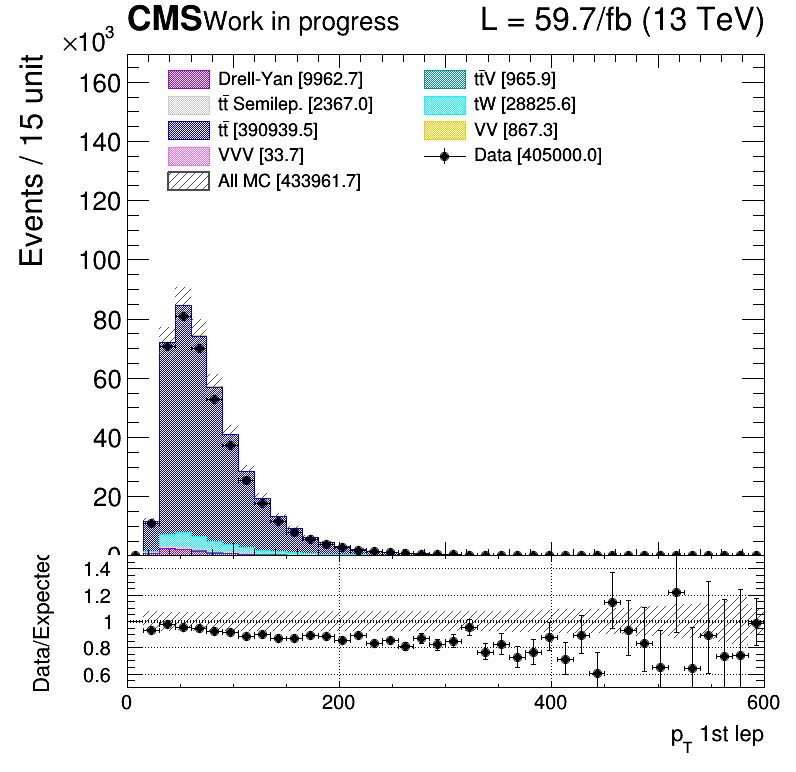 CMS Work in progress L = 59.7/fb (13 TeV)
×10³
Events / 15 unit
160
140
120
100
80
60
40
20
0
Drell-Yan [9962.7]
tt̄ Semilep. [2367.0]
tt̄ [390939.5]
VVV [33.7]
All MC [433961.7]
tt̄V [965.9]
tW [28825.6]
VV [867.3]
Data [405000.0]
Data/Expected
1.4
1.2
1
0.8
0.6
0 200 400 600
p_T 1st lep